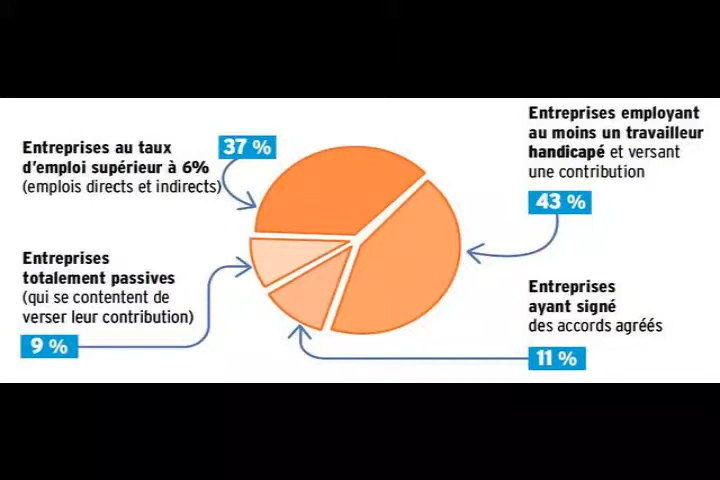 Entreprises au taux
d'emploi supérieur à 6%
(emplois directs et indirects)
37 %
Entreprises employant
au moins un travailleur
handicapé et versant
une contribution
43 %
Entreprises
totalement passives
(qui se contentent de
verser leur contribution)
9 %
Entreprises
ayant signé
des accords agréés
11 %